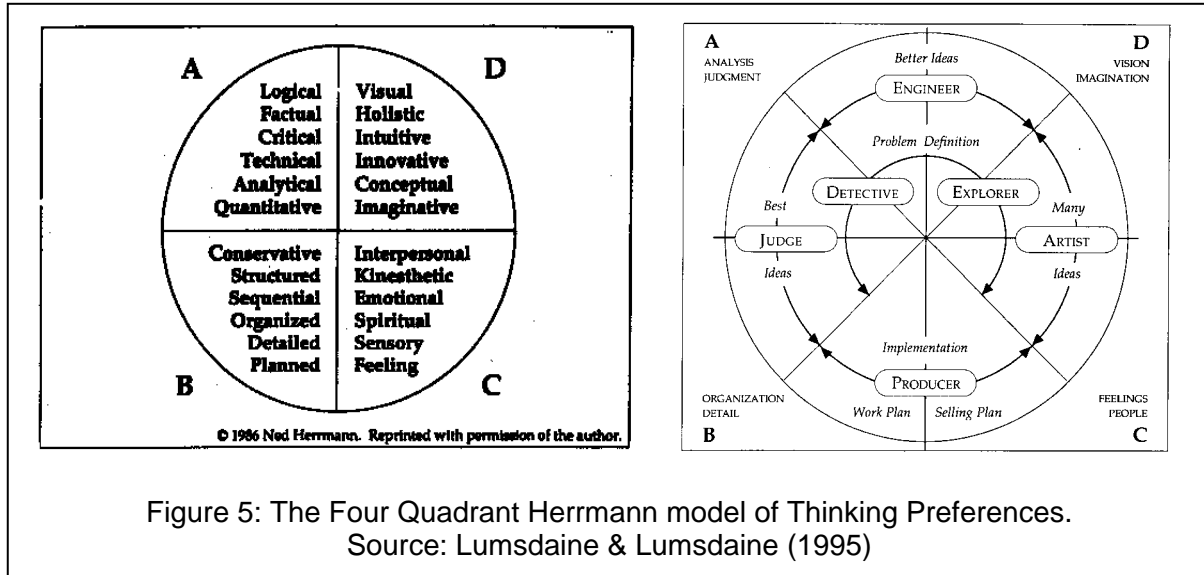 A
D
Logical
Factual
Critical
Technical
Analytical
Quantitative
Visual
Holistic
Intuitive
Innovative
Conceptual
Imaginative
Conservative
Structured
Sequential
Organized
Detailed
Planned
Interpersonal
Kinesthetic
Emotional
Spiritual
Sensory
Feeling
B
C
© 1986 Ned Herrmann. Reprinted with permission of the author.
A
ANALYSIS
JUDGMENT
D
VISION
IMAGINATION
Better Ideas
ENGINEER
Problem Definition
DETECTIVE
EXPLORER
Best
JUDGE
Ideas
Many
ARTIST
Ideas
Implementation
PRODUCER
Work Plan
Selling Plan
ORGANIZATION
DETAIL
B
FEELINGS
PEOPLE
C
Figure 5: The Four Quadrant Herrmann model of Thinking Preferences.
Source: Lumsdaine & Lumsdaine (1995)